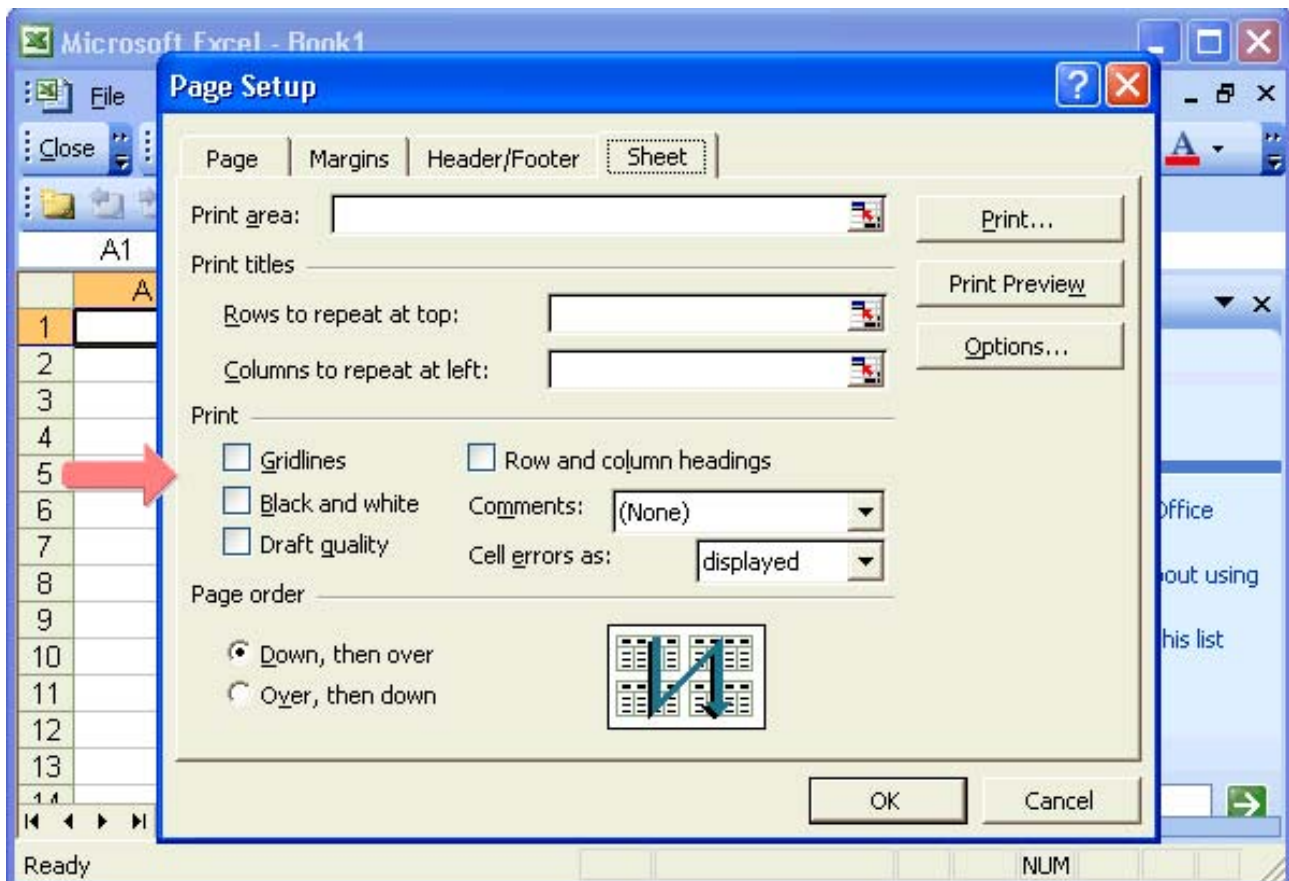 Microsoft Excel - Book1
Page Setup
File
Close
Page Margins Header/Footer Sheet
Print area:
Print...
A1
Print titles
Print Preview
A
Rows to repeat at top:
1
Options...
2
Columns to repeat at left:
3
Print
4
Gridlines Row and column headings
5
Black and white Comments: (None)
6
Office
Draft quality Cell errors as: displayed
7
out using
8
Page order
9
his list
Down, then over
10
Over, then down
11
12
13
14
OK Cancel
Ready NUM